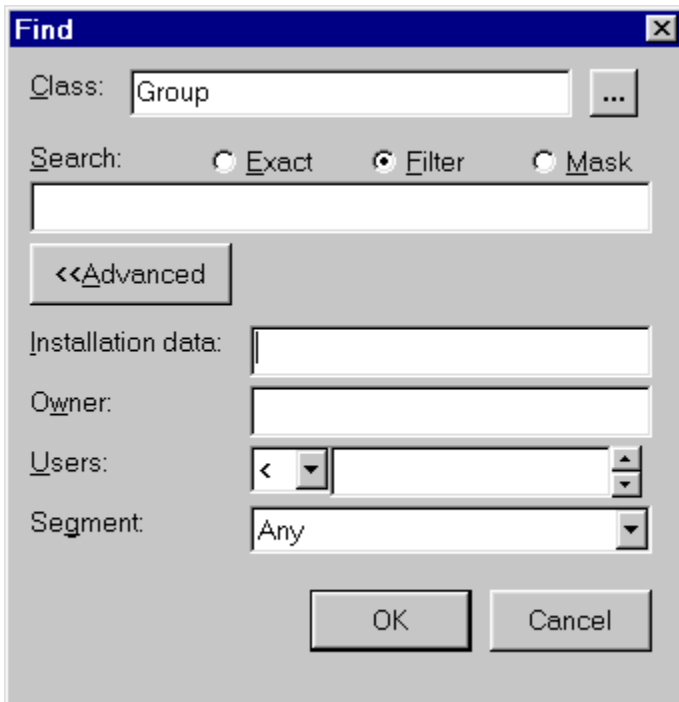 Find
Class: Group ...
Search: Exact Filter Mask
<<Advanced
Installation data:
Owner:
Users: <
Segment: Any
OK Cancel